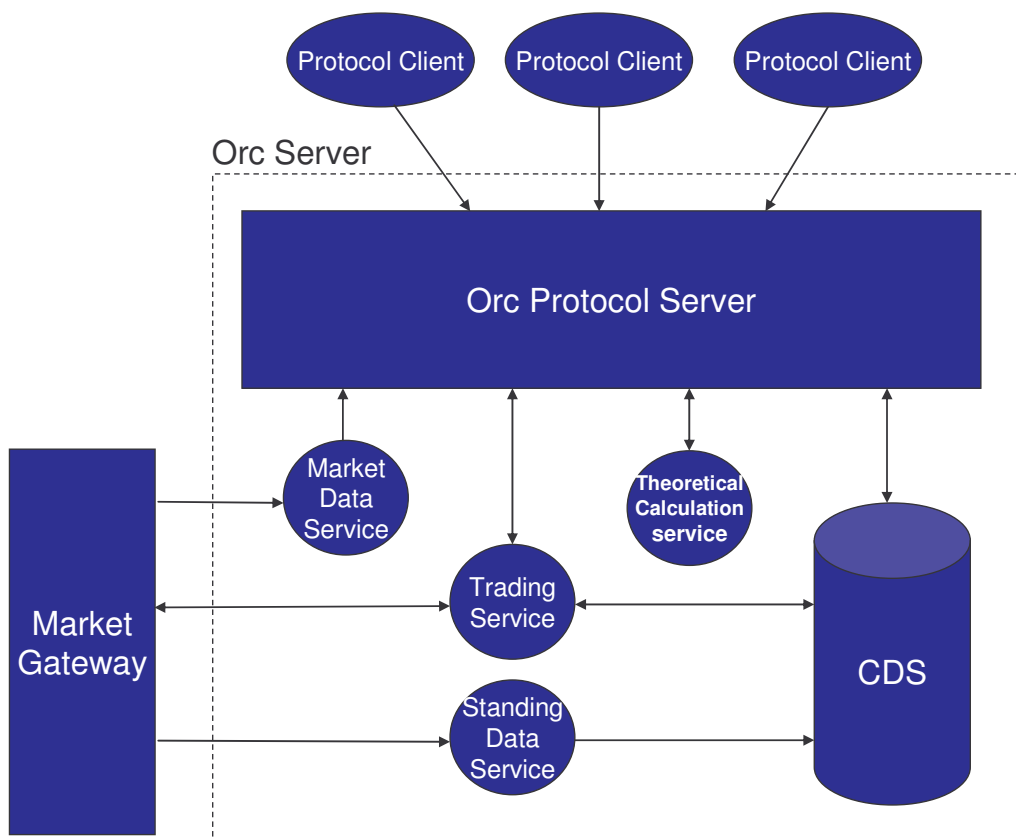 Protocol Client
Protocol Client
Protocol Client
Orc Server
Orc Protocol Server
Market
Data
Service
Theoretical
Calculation
service
Trading
Service
Market
Gateway
CDS
Standing
Data
Service